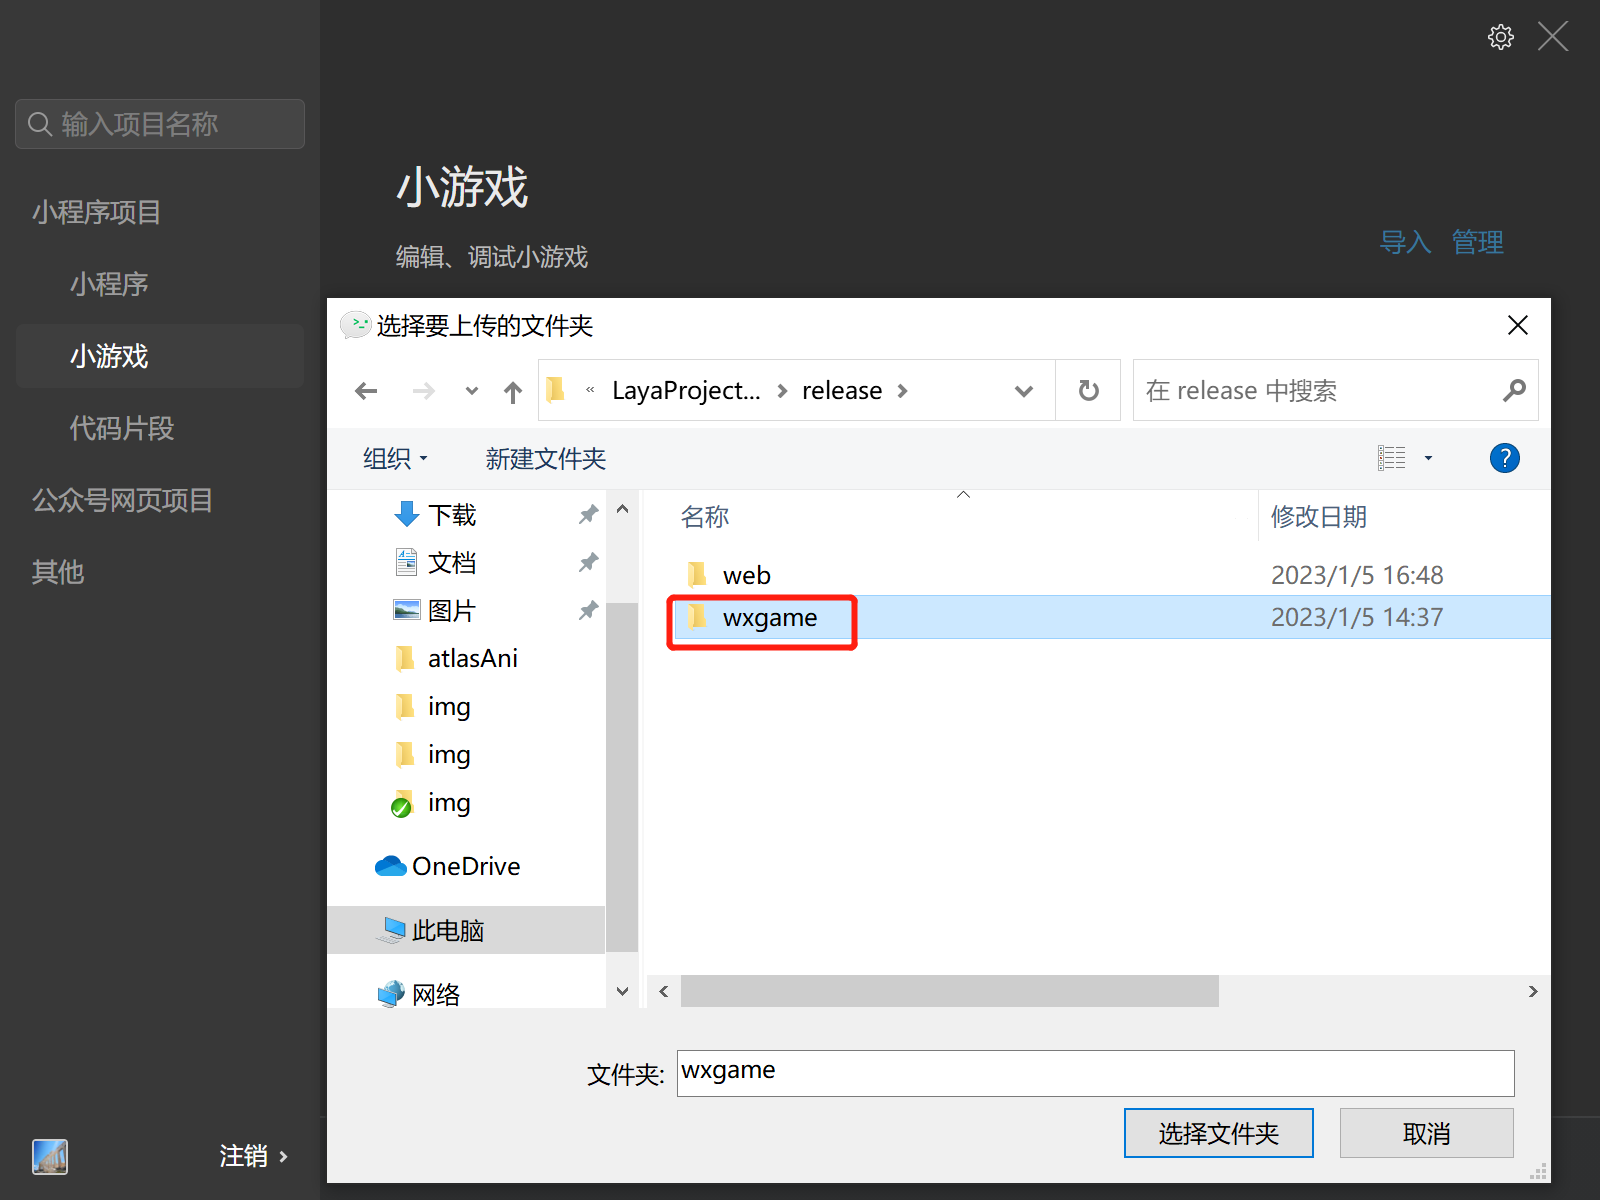 输入项目名称
小程序项目
小程序
小游戏
代码片段
公众号网页项目
其他
注销 ›
小游戏
编辑、调试小游戏
导入 管理
选择要上传的文件夹
« LayaProject... › release ›
在 release 中搜索
组织
新建文件夹
?
下载
文档
图片
atlasAni
img
img
img
OneDrive
此电脑
网络
名称 修改日期
web 2023/1/5 16:48
wxgame 2023/1/5 14:37
文件夹: wxgame
选择文件夹 取消